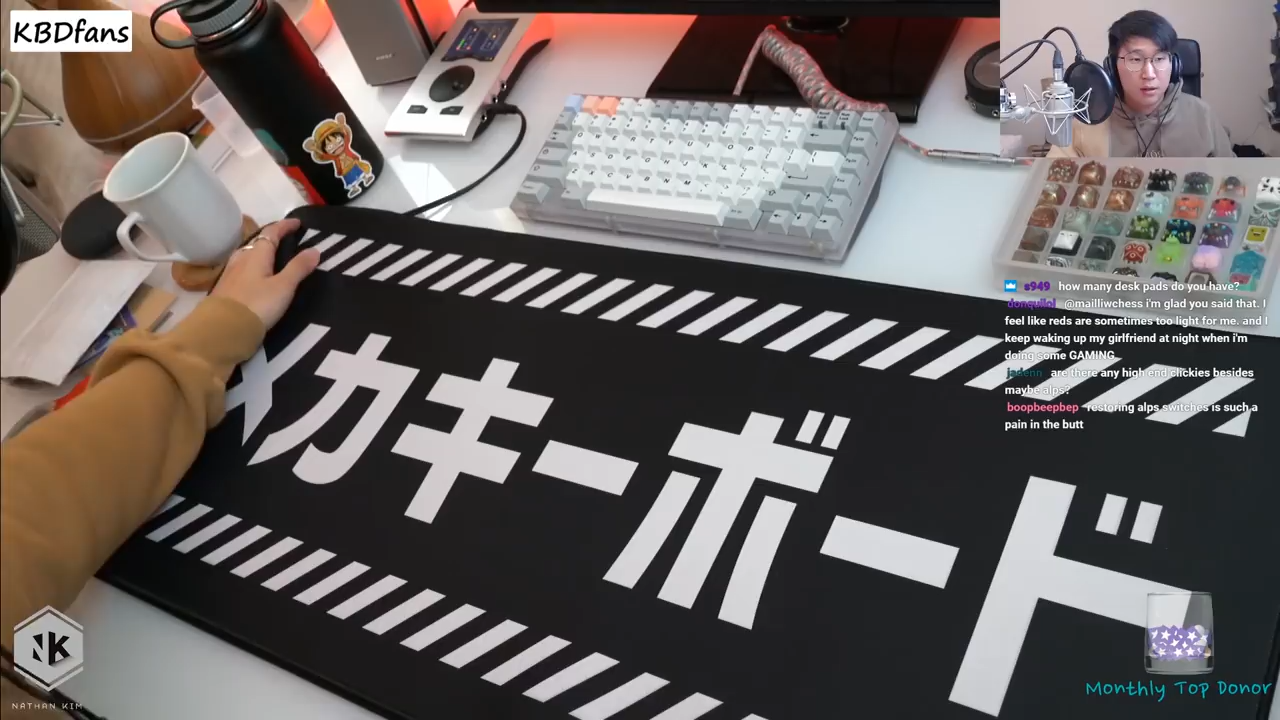 KBDfans
メカキーボード
s949 how many desk pads do you have?
donquilol @mailliwchess i'm glad you said that. I
feel like reds are sometimes too light for me. and I
keep waking up my girlfriend at night when i'm
doing some GAMING.
jadenn are there any high end clickies besides
maybe alps?
boopbeepbep restoring alps switches is such a
pain in the butt
NK
NATHAN KIM
Monthly Top Donor